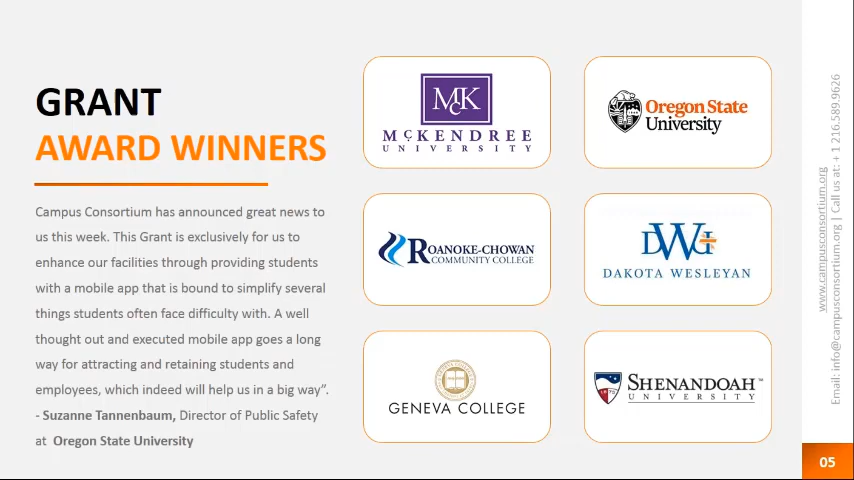 GRANT
AWARD WINNERS
Campus Consortium has announced great news to
us this week. This Grant is exclusively for us to
enhance our facilities through providing students
with a mobile app that is bound to simplify several
things students often face difficulty with. A well
thought out and executed mobile app goes a long
way for attracting and retaining students and
employees, which indeed will help us in a big way”.
- Suzanne Tannenbaum, Director of Public Safety
at Oregon State University
McK
McKENDREE
UNIVERSITY
Oregon State
University
ROANOKE-CHOWAN
COMMUNITY COLLEGE
DWU
DAKOTA WESLEYAN
GENEVA COLLEGE
SHENANDOAH™
UNIVERSITY
www.campusconsortium.org
Email: info@campusconsortium.org | Call us at: + 1 216.589.9626
05